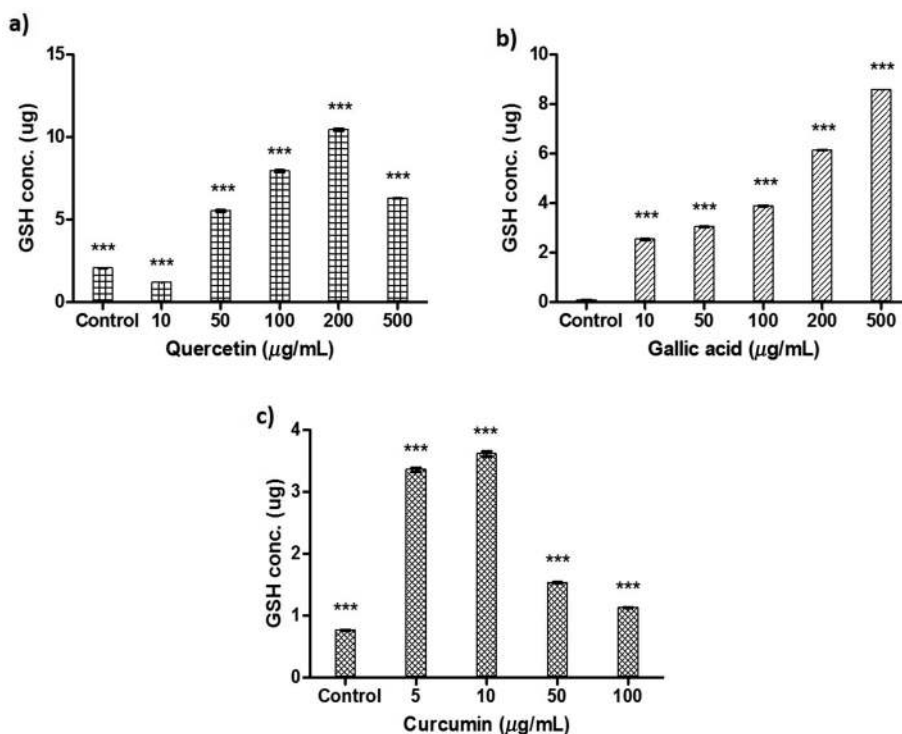 a)
GSH conc. (ug)
15
10
5
0
***
***
***
***
***
***
Control 10 50 100 200 500
Quercetin (μg/mL)
b)
GSH conc. (ug)
10
8
6
4
2
0
***
***
***
***
***
Control 10 50 100 200 500
Gallic acid (μg/mL)
c)
GSH conc. (ug)
4
3
2
1
0
***
***
***
***
***
Control 5 10 50 100
Curcumin (μg/mL)